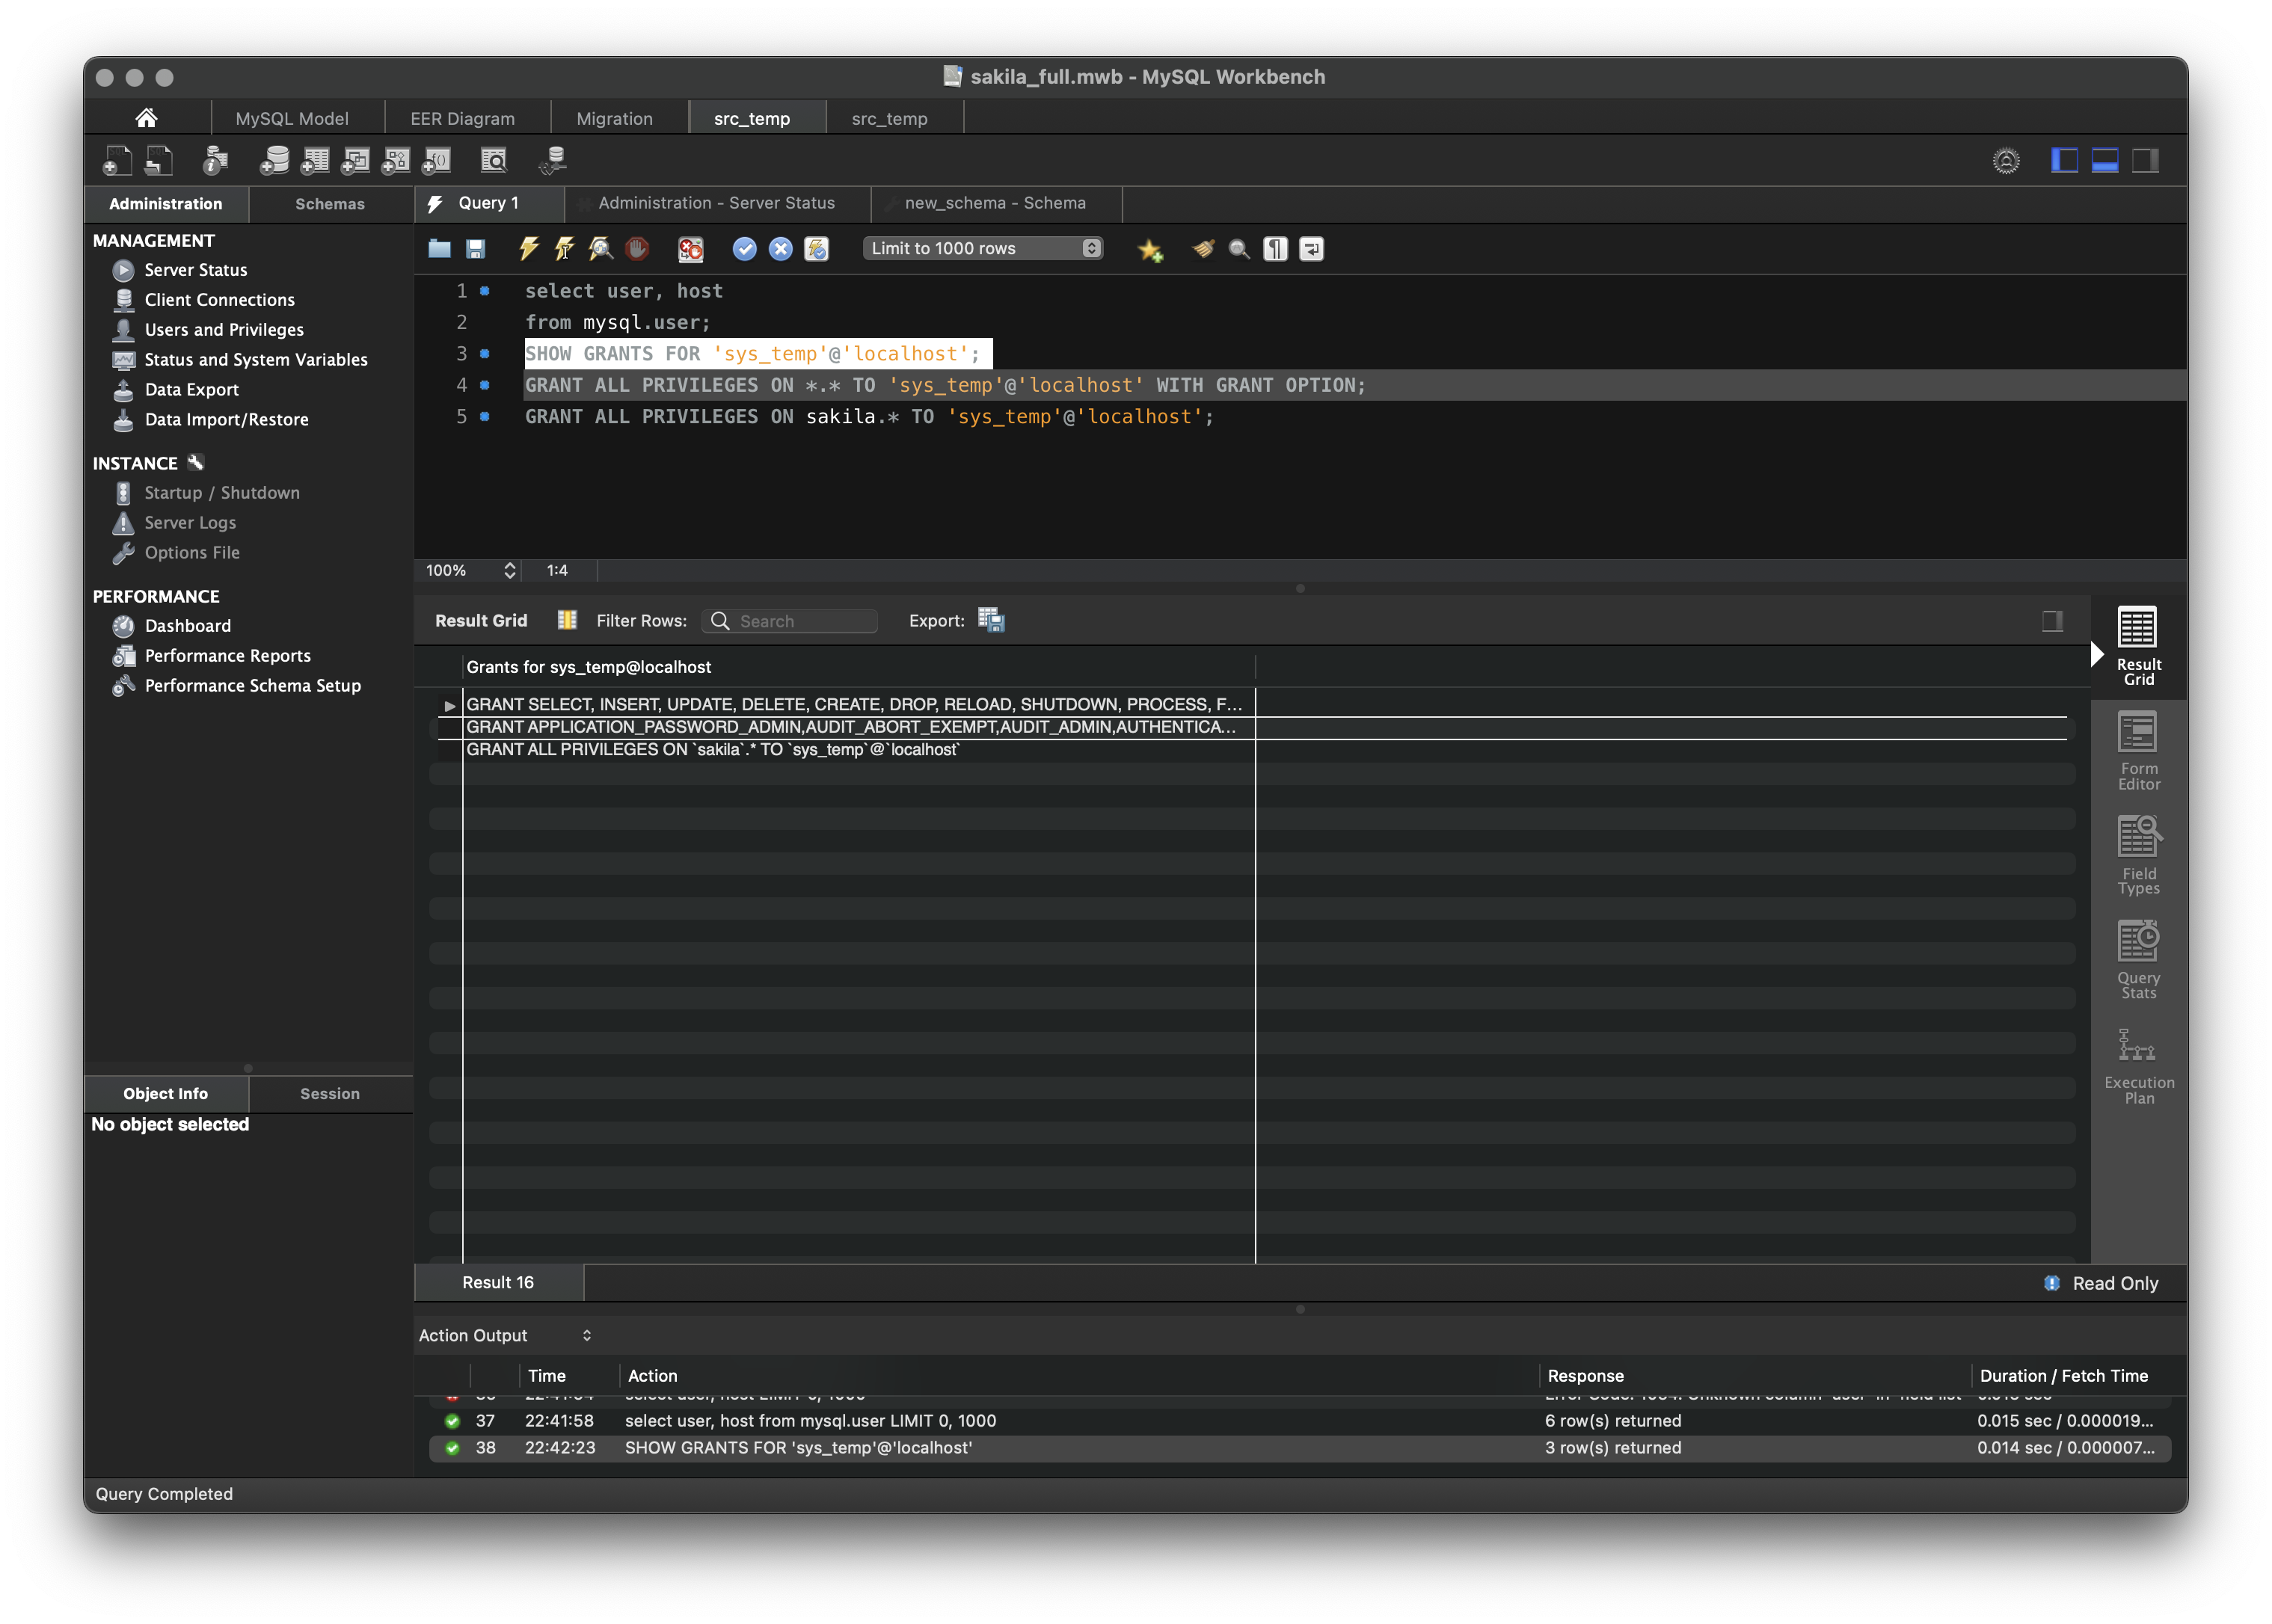 sakila_full.mwb - MySQL Workbench
MySQL Model
EER Diagram
Migration
src_temp
src_temp
Administration
Schemas
Query 1
Administration - Server Status
new_schema - Schema
MANAGEMENT
Server Status
Client Connections
Users and Privileges
Status and System Variables
Data Export
Data Import/Restore
INSTANCE
Startup / Shutdown
Server Logs
Options File
PERFORMANCE
Dashboard
Performance Reports
Performance Schema Setup
Object Info
Session
No object selected
Limit to 1000 rows
1 select user, host
2 from mysql.user;
3 SHOW GRANTS FOR 'sys_temp'@'localhost';
4 GRANT ALL PRIVILEGES ON *.* TO 'sys_temp'@'localhost' WITH GRANT OPTION;
5 GRANT ALL PRIVILEGES ON sakila.* TO 'sys_temp'@'localhost';
100%
1:4
Result Grid
Filter Rows:
Search
Export:
Grants for sys_temp@localhost
GRANT SELECT, INSERT, UPDATE, DELETE, CREATE, DROP, RELOAD, SHUTDOWN, PROCESS, F...
GRANT APPLICATION_PASSWORD_ADMIN,AUDIT_ABORT_EXEMPT,AUDIT_ADMIN,AUTHENTICA...
GRANT ALL PRIVILEGES ON `sakila`.* TO `sys_temp`@`localhost`
Result
Grid
Form
Editor
Field
Types
Query
Stats
Execution
Plan
Result 16
Read Only
Action Output
Time Action Response Duration / Fetch Time
37 22:41:58 select user, host from mysql.user LIMIT 0, 1000 6 row(s) returned 0.015 sec / 0.000019...
38 22:42:23 SHOW GRANTS FOR 'sys_temp'@'localhost' 3 row(s) returned 0.014 sec / 0.000007...
Query Completed